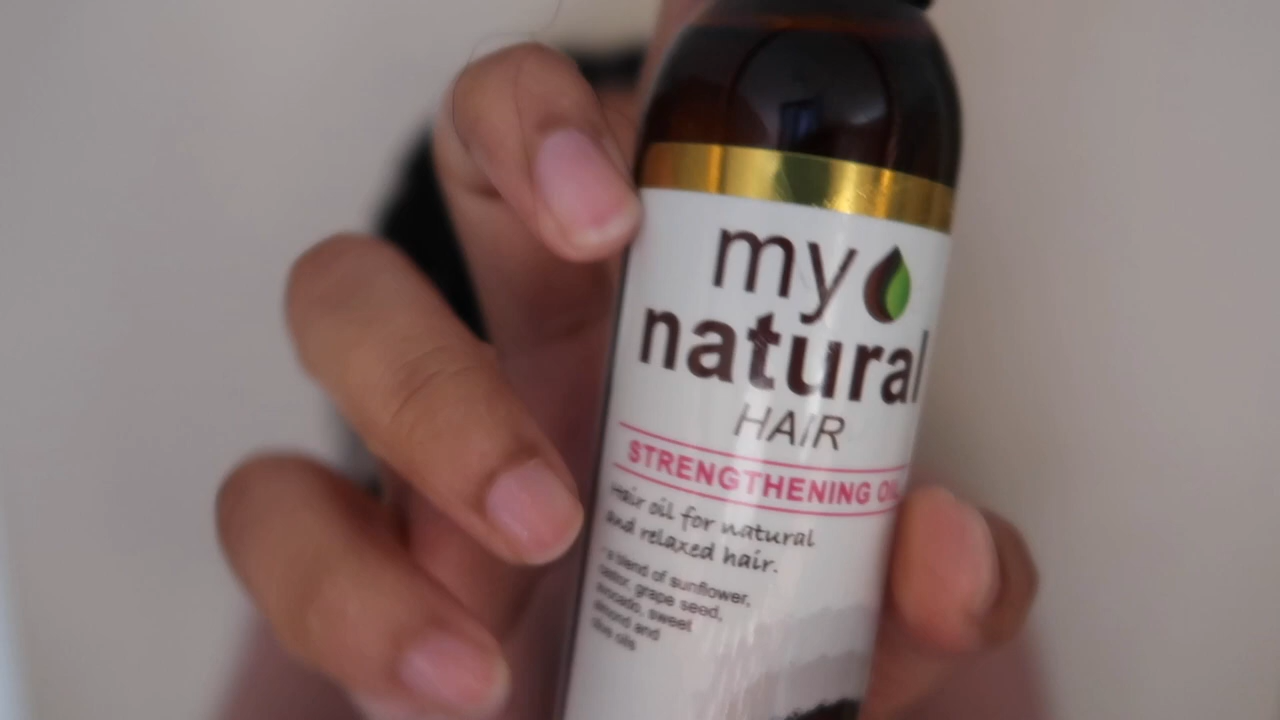 my
natural
HAIR
STRENGTHENING OIL
Hair oil for natural
and relaxed hair.
- a blend of sunflower,
castor, grape seed,
avocado, sweet
almond and
olive oils